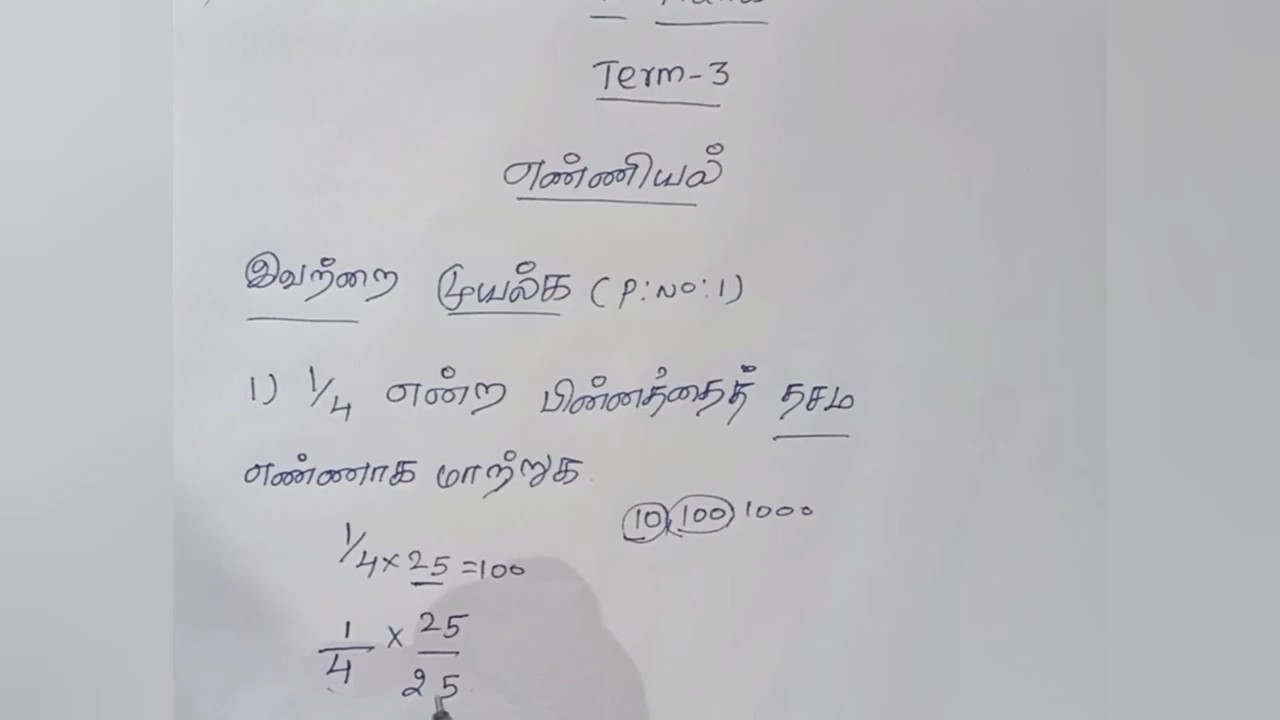 Term-3
எண்ணியல்
இவற்றை முயல்க (P:NO:1)
1) 1/4 என்ற பின்னத்தைத் தசம
எண்ணாக மாற்றுக.
10, 100, 1000
1/4 × 25 = 100
1/4 × 25/25